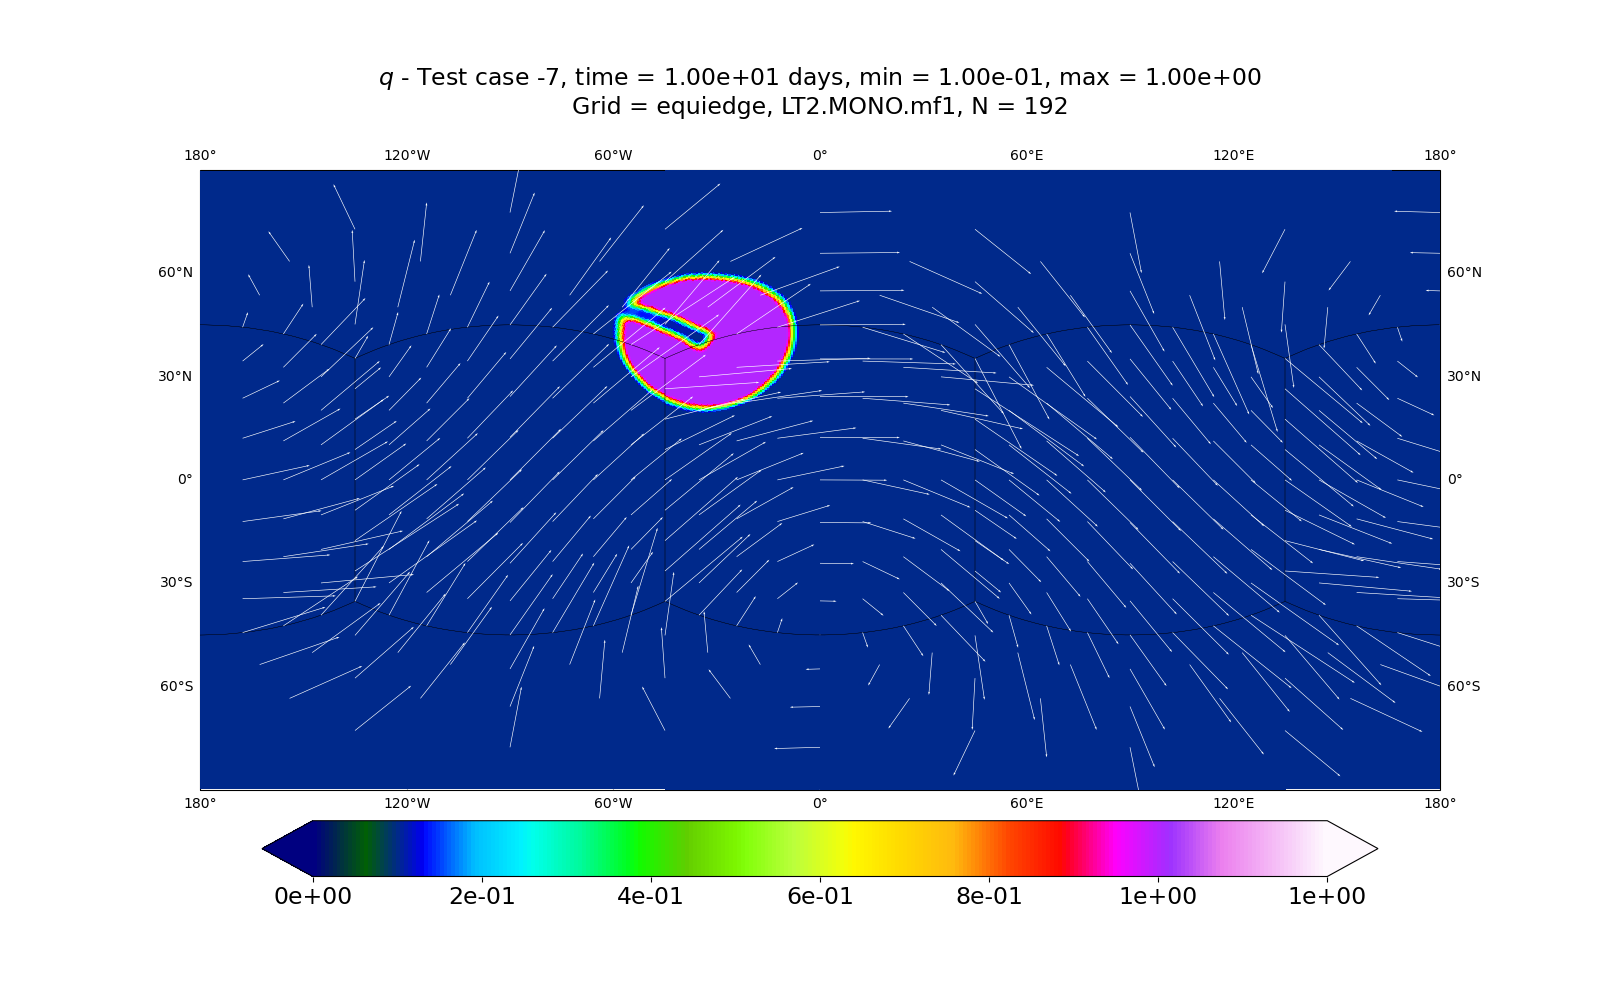 q - Test case -7, time = 1.00e+01 days, min = 1.00e-01, max = 1.00e+00
Grid = equiedge, LT2.MONO.mf1, N = 192
180° 120°W 60°W 0° 60°E 120°E 180°
60°N 60°N
30°N 30°N
0° 0°
30°S 30°S
60°S 60°S
180° 120°W 60°W 0° 60°E 120°E 180°
0e+00 2e-01 4e-01 6e-01 8e-01 1e+00 1e+00